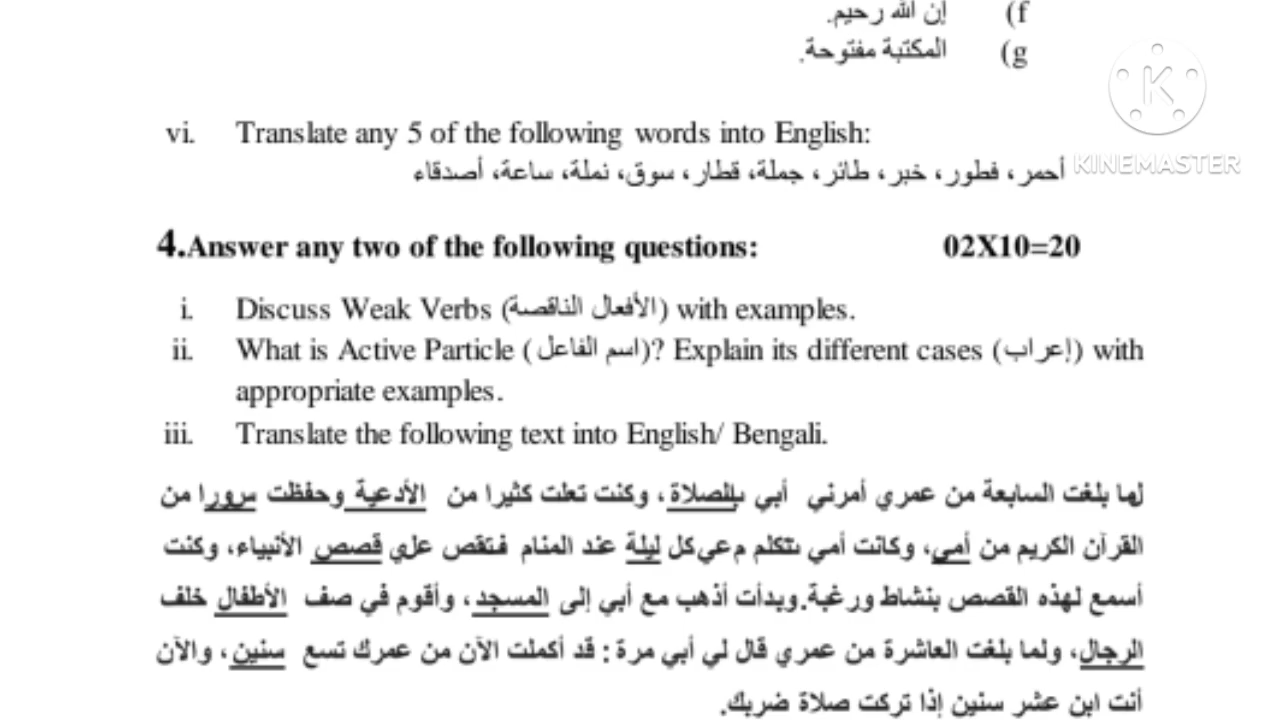 f) إن الله رحيم.
g) المكتبة مفتوحة.
KINEMASTER
vi. Translate any 5 of the following words into English:
أحمر، فطور، خبر، طائر، جملة، قطار، سوق، نملة، ساعة، أصدقاء
4.Answer any two of the following questions: 02X10=20
i. Discuss Weak Verbs (الأفعال الناقصة) with examples.
ii. What is Active Particle (اسم الفاعل)? Explain its different cases (إعراب) with
appropriate examples.
iii. Translate the following text into English/ Bengali.
لها بلغت السابعة من عمري أمرني أبي بالصلاة، وكنت تعلت كثيرا من الأدعية وحفظت سرورا من
القرآن الكريم من أمي، وكانت أمي تتكلم معي كل ليلة عند المنام فتقص علي قصص الأنبياء، وكنت
أسمع لهذه القصص بنشاط ورغبة.وبدأت أذهب مع أبي إلى المسجد، وأقوم في صف الأطفال خلف
الرجال، ولما بلغت العاشرة من عمري قال لي أبي مرة: قد أكملت الآن من عمرك تسع سنين، والآن
أنت ابن عشر سنين إذا تركت صلاة ضربك.